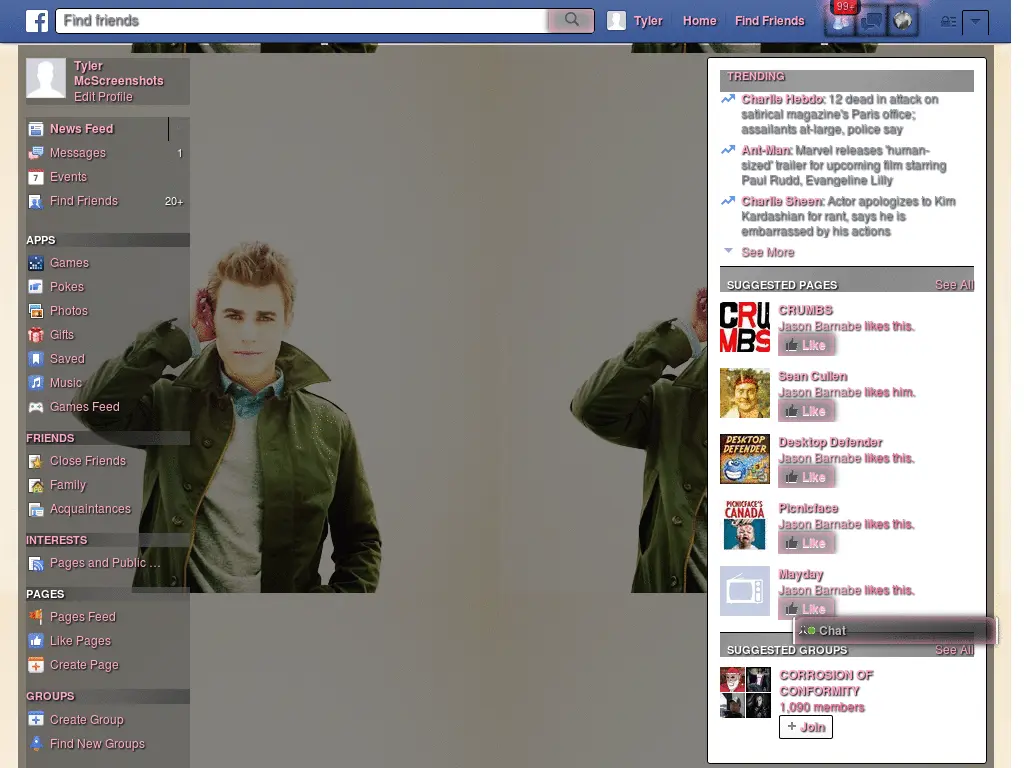 Find friends
Tyler
Home
Find Friends
99+
Tyler
McScreenshots
Edit Profile
News Feed
Messages 1
7 Events
Find Friends 20+
APPS
Games
Pokes
Photos
Gifts
Saved
Music
Games Feed
FRIENDS
Close Friends
Family
Acquaintances
INTERESTS
Pages and Public ...
PAGES
Pages Feed
Like Pages
Create Page
GROUPS
Create Group
Find New Groups
TRENDING
Charlie Hebdo: 12 dead in attack on
satirical magazine's Paris office;
assailants at-large, police say
Ant-Man: Marvel releases 'human-
sized' trailer for upcoming film starring
Paul Rudd, Evangeline Lilly
Charlie Sheen: Actor apologizes to Kim
Kardashian for rant, says he is
embarrassed by his actions
See More
SUGGESTED PAGES See All
CRU
MBS
CRUMBS
Jason Barnabe likes this.
Like
Sean Cullen
Jason Barnabe likes him.
Like
DESKTOP
DEFENDER
Desktop Defender
Jason Barnabe likes this.
Like
PICNICFACE'S
CANADA
Picnicface
Jason Barnabe likes this.
Like
Mayday
Jason Barnabe likes this.
Like
Chat
SUGGESTED GROUPS See All
CORROSION OF
CONFORMITY
1,090 members
+ Join